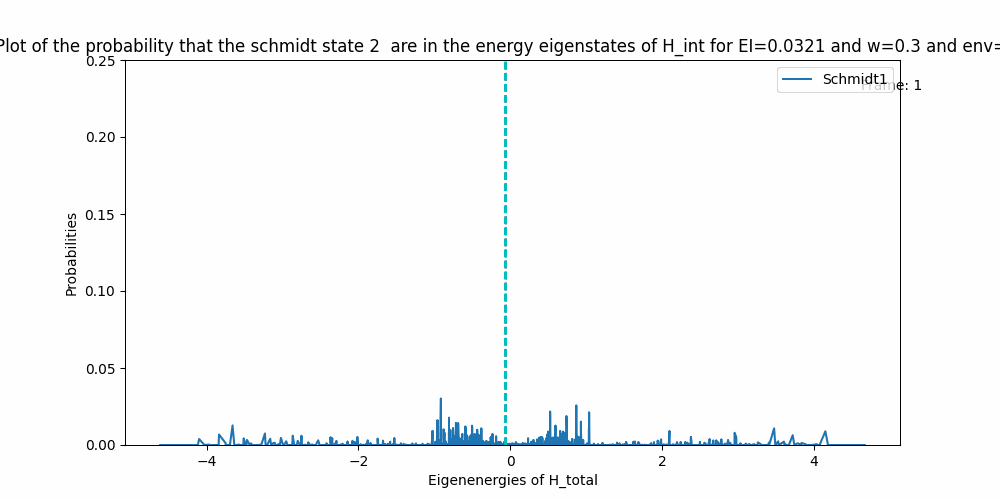 Plot of the probability that the schmidt state 2  are in the energy eigenstates of H_int for EI=0.0321 and w=0.3 and env=
Schmidt1
Frame: 1
0.25
0.20
0.15
0.10
0.05
0.00
Probabilities
−4
−2
0
2
4
Eigenenergies of H_total